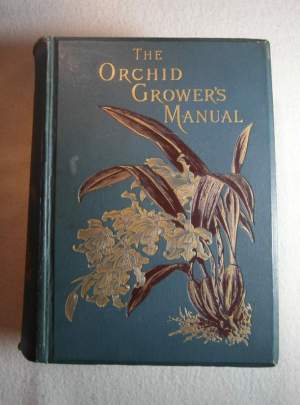 THE
ORCHID
GROWER'S
MANUAL